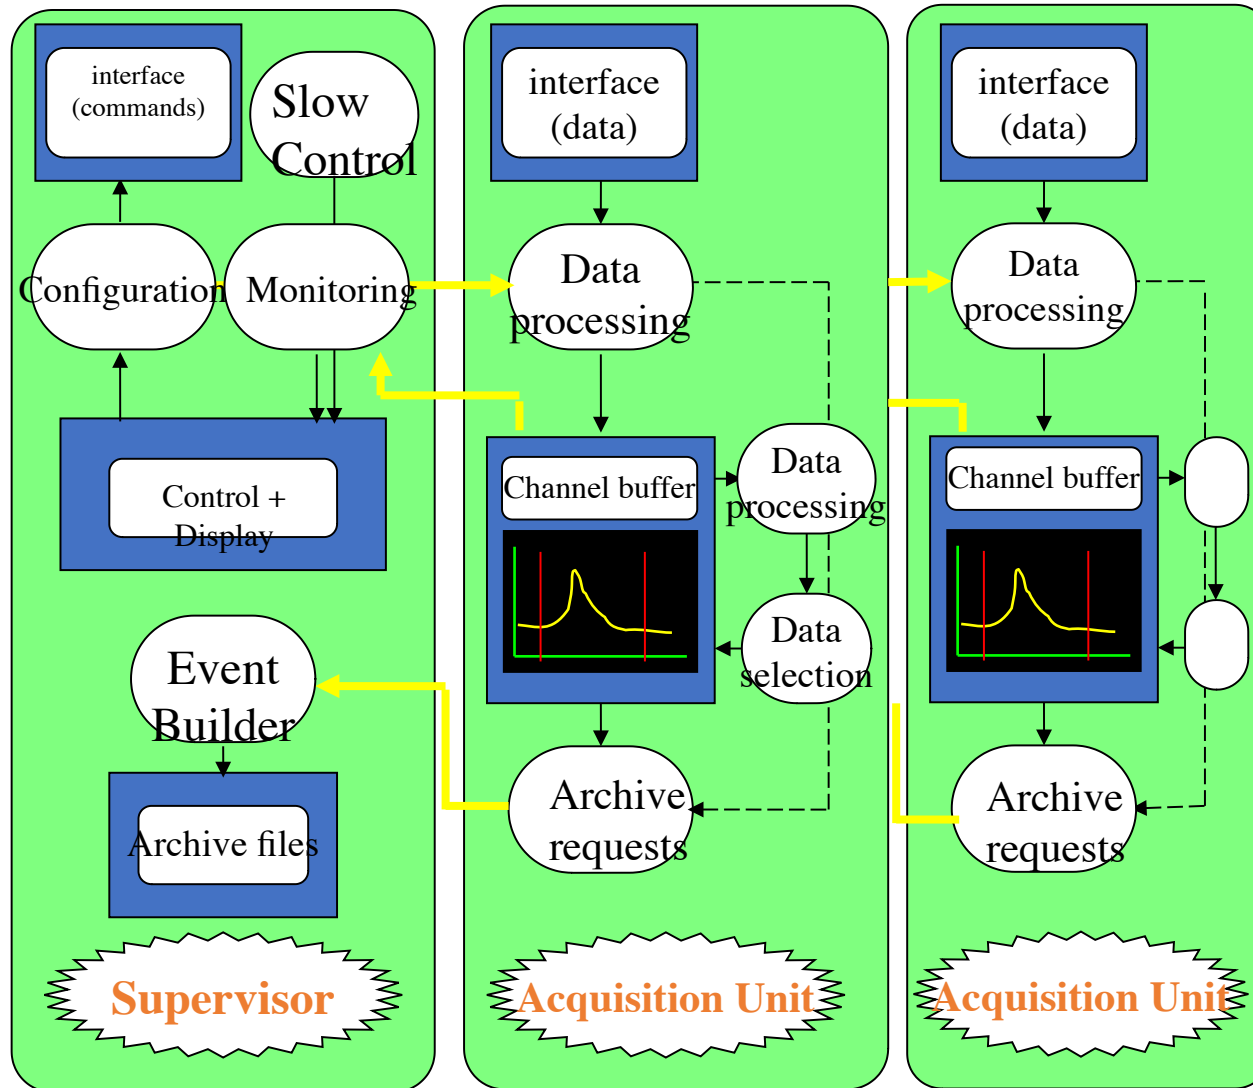 interface
(commands)
Slow
Control
Configuration
Monitoring
Control +
Display
Event
Builder
Archive files
Supervisor
interface
(data)
Data
processing
Channel buffer
Data
processing
Data
selection
Archive
requests
Acquisition Unit
interface
(data)
Data
processing
Channel buffer
Archive
requests
Acquisition Unit